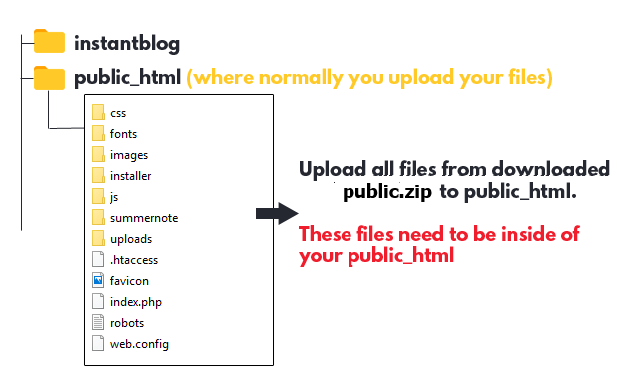 instantblog
public_html (where normally you upload your files)
css
fonts
images
installer
js
summernote
uploads
.htaccess
favicon
index.php
robots
web.config
Upload all files from downloaded
public.zip to public_html.
These files need to be inside of
your public_html